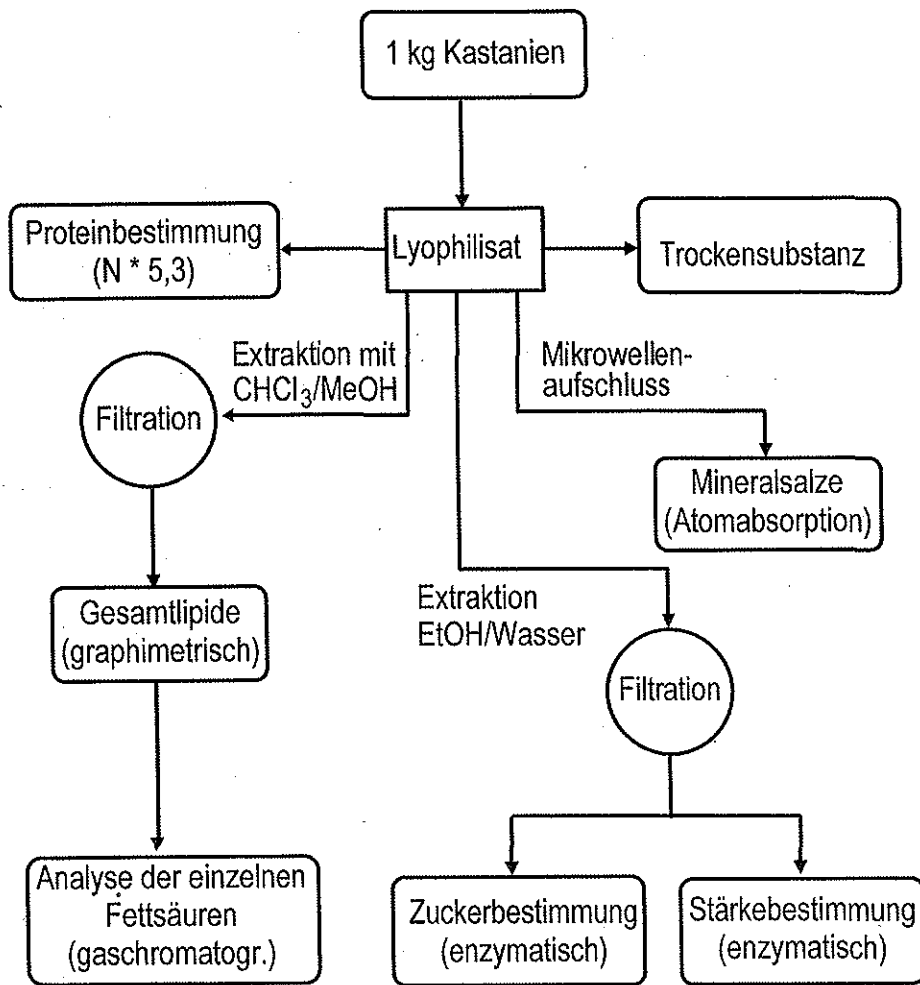 1 kg Kastanien
Proteinbestimmung
(N * 5,3)
Lyophilisat
Trockensubstanz
Extraktion mit
CHCl₃/MeOH
Mikrowellen-
aufschluss
Filtration
Mineralsalze
(Atomabsorption)
Gesamtlipide
(graphimetrisch)
Extraktion
EtOH/Wasser
Filtration
Analyse der einzelnen
Fettsäuren
(gaschromatogr.)
Zuckerbestimmung
(enzymatisch)
Stärkebestimmung
(enzymatisch)